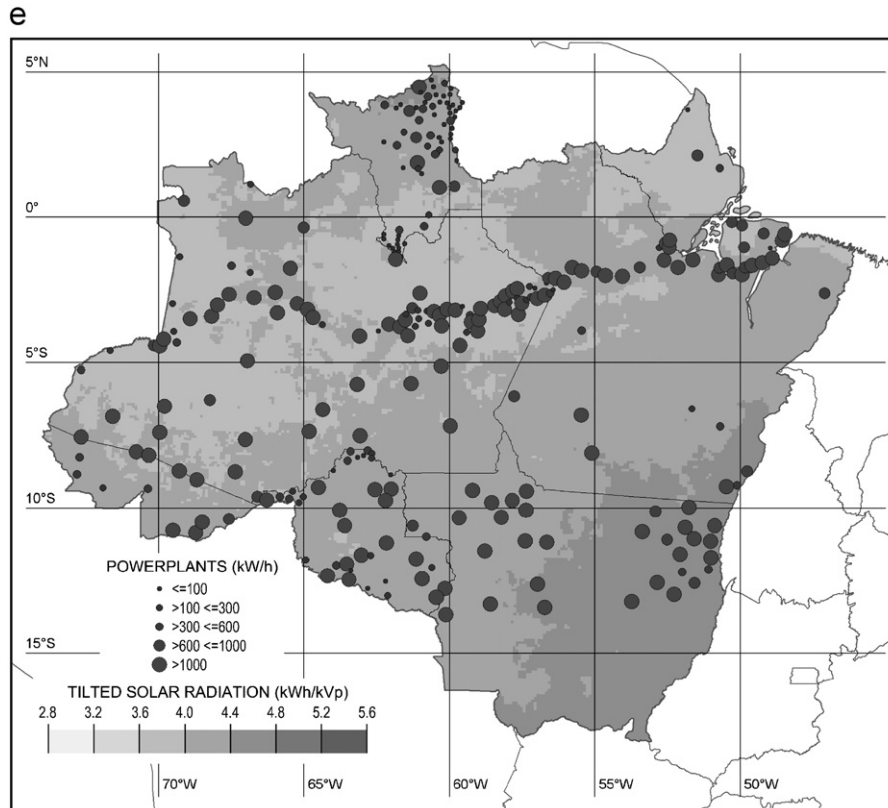 e
5°N
0°
5°S
10°S
POWERPLANTS (kW/h)
<=100
>100 <=300
>300 <=600
>600 <=1000
>1000
15°S
TILTED SOLAR RADIATION (kWh/kVp)
2.8 3.2 3.6 4.0 4.4 4.8 5.2 5.6
70°W 65°W 60°W 55°W 50°W